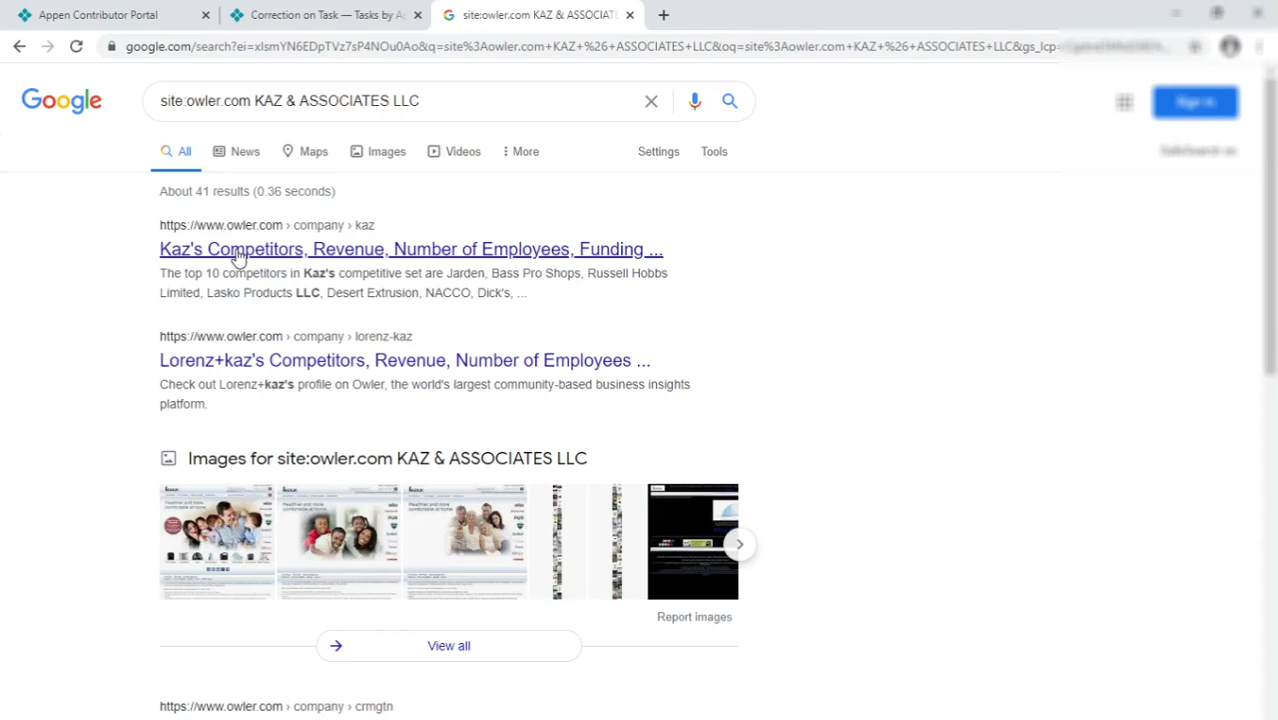 Appen Contributor Portal
Correction on Task — Tasks by Ap
site:owler.com KAZ & ASSOCIATE
google.com/search?ei=xIsmYN6EDpTVz7sP4NOu0Ao&q=site%3Aowler.com+KAZ+%26+ASSOCIATES+LLC&oq=site%3Aowler.com+KAZ+%26+ASSOCIATES+LLC&gs_lcp=
Google
site:owler.com KAZ & ASSOCIATES LLC
Sign in
All
News
Maps
Images
Videos
More
Settings
Tools
SafeSearch on
About 41 results (0.36 seconds)
https://www.owler.com › company › kaz
Kaz's Competitors, Revenue, Number of Employees, Funding ...
The top 10 competitors in Kaz's competitive set are Jarden, Bass Pro Shops, Russell Hobbs
Limited, Lasko Products LLC, Desert Extrusion, NACCO, Dick's, ...
https://www.owler.com › company › lorenz-kaz
Lorenz+kaz's Competitors, Revenue, Number of Employees ...
Check out Lorenz+kaz's profile on Owler, the world's largest community-based business insights
platform.
Images for site:owler.com KAZ & ASSOCIATES LLC
Report images
View all
https://www.owler.com › company › crmgtn